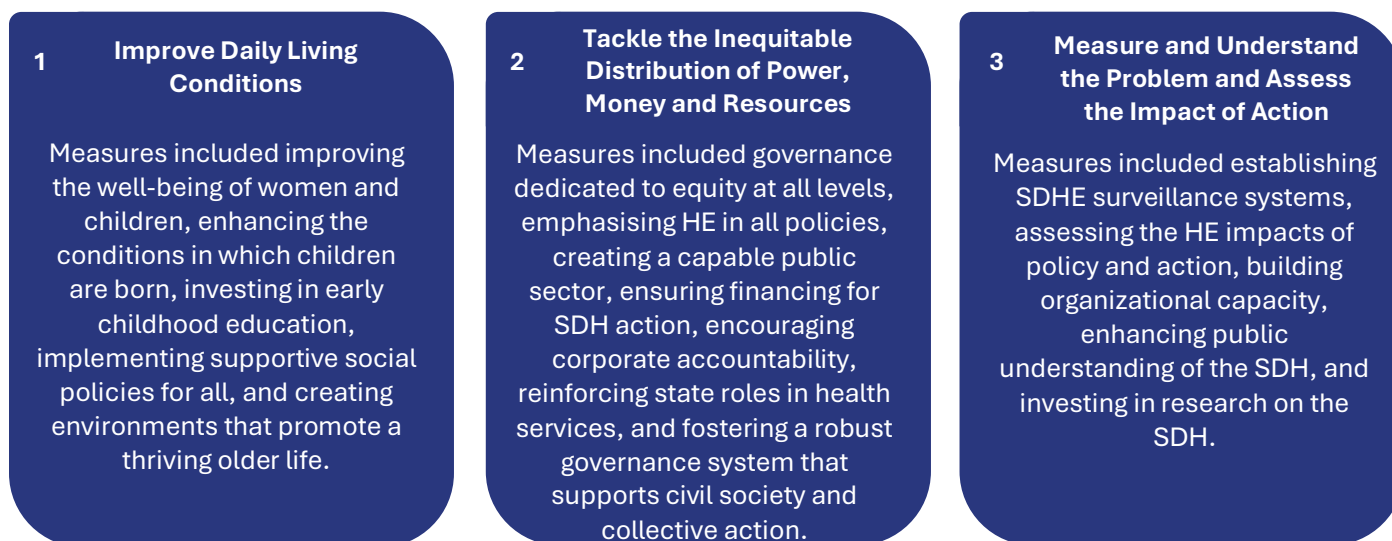 1
Improve Daily Living
Conditions
Measures included improving
the well-being of women and
children, enhancing the
conditions in which children
are born, investing in early
childhood education,
implementing supportive social
policies for all, and creating
environments that promote a
thriving older life.
2
Tackle the Inequitable
Distribution of Power,
Money and Resources
Measures included governance
dedicated to equity at all levels,
emphasising HE in all policies,
creating a capable public
sector, ensuring financing for
SDH action, encouraging
corporate accountability,
reinforcing state roles in health
services, and fostering a robust
governance system that
supports civil society and
collective action.
3
Measure and Understand
the Problem and Assess
the Impact of Action
Measures included establishing
SDHE surveillance systems,
assessing the HE impacts of
policy and action, building
organizational capacity,
enhancing public
understanding of the SDH, and
investing in research on the
SDH.